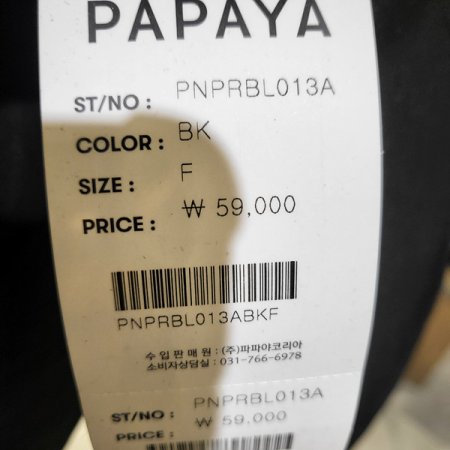 PAPAYA
ST/NO : PNPRBL013A
COLOR : BK
SIZE : F
PRICE : ₩ 59,000
PNPRBL013ABKF
수 입 판 매 원 : (주)파파야코리아
소비자상담실 : 031-766-6978
ST/NO : PNPRBL013A
PRICE : ₩ 59,000